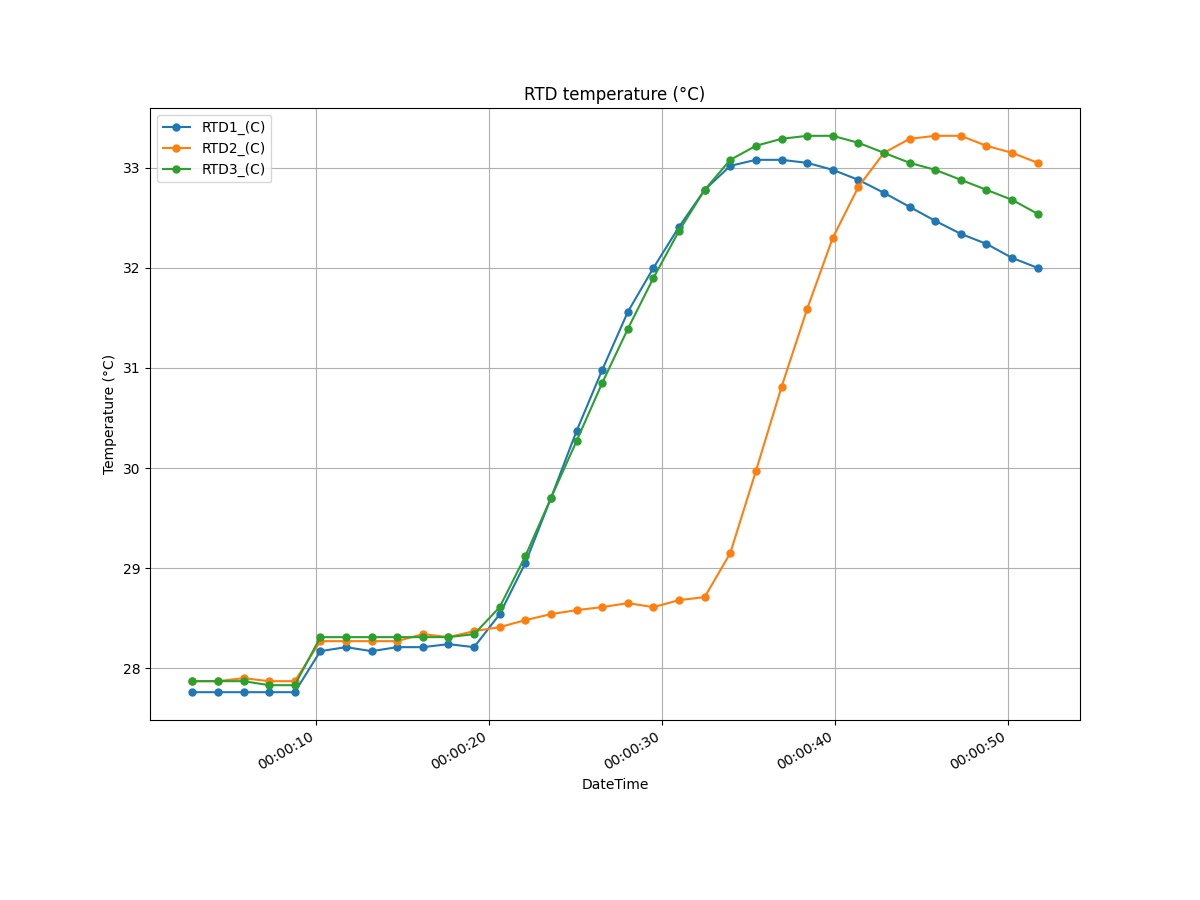 RTD temperature (°C)
RTD1_(C)
RTD2_(C)
RTD3_(C)
Temperature (°C)
33
32
31
30
29
28
00:00:10
00:00:20
00:00:30
00:00:40
00:00:50
DateTime